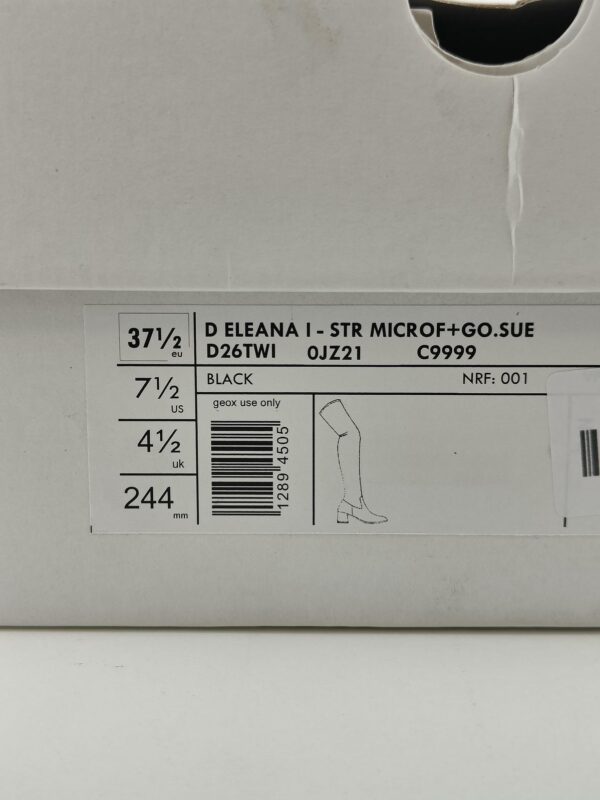 37½
eu
7½
US
4½
uk
244
mm
D ELEANA I - STR MICROF+GO.SUE
D26TWI 0JZ21 C9999
BLACK NRF: 001
geox use only
1289 4505